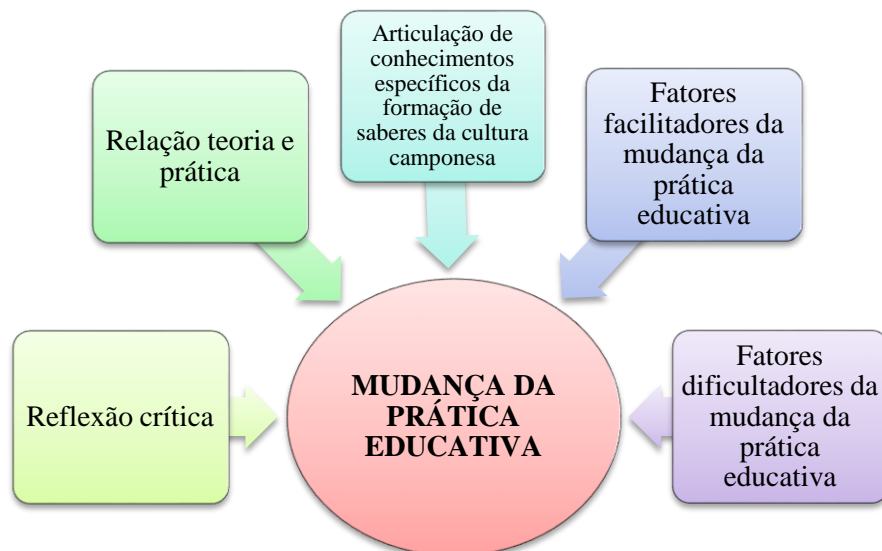 Articulação de
conhecimentos
específicos da
formação de
saberes da cultura
camponesa
Relação teoria e
prática
Fatores
facilitadores da
mudança da
prática
educativa
Reflexão crítica
MUDANÇA DA
PRÁTICA
EDUCATIVA
Fatores
dificultadores da
mudança da
prática
educativa